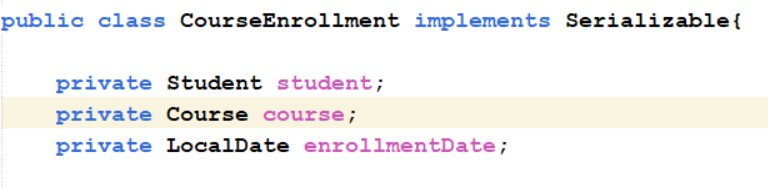 public class CourseEnrollment implements Serializable{
private Student student;
private Course course;
private LocalDate enrollmentDate;